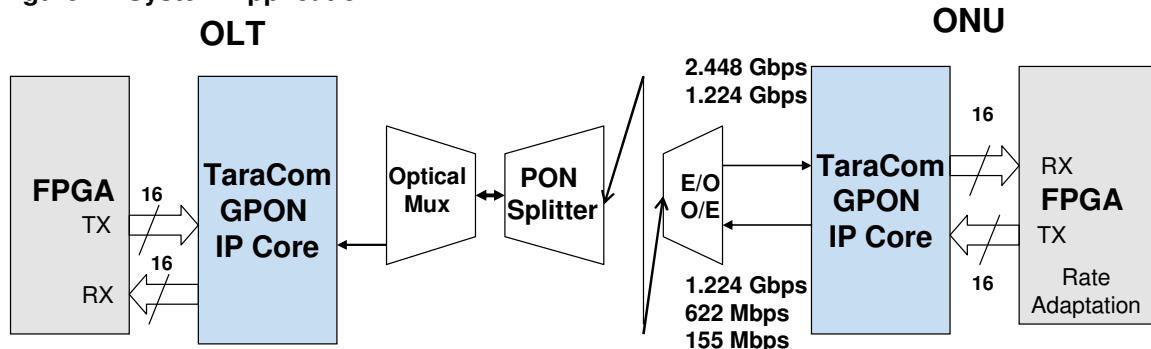 OLT
ONU
FPGA
TX
RX
16
16
TaraCom
GPON
IP Core
Optical
Mux
PON
Splitter
E/O
O/E
2.448 Gbps
1.224 Gbps
1.224 Gbps
622 Mbps
155 Mbps
TaraCom
GPON
IP Core
16
16
RX
FPGA
TX
Rate
Adaptation